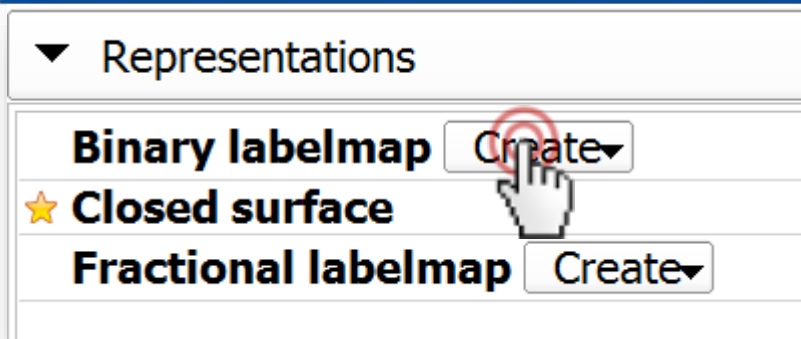 Representations
Binary labelmap Create
Closed surface
Fractional labelmap Create